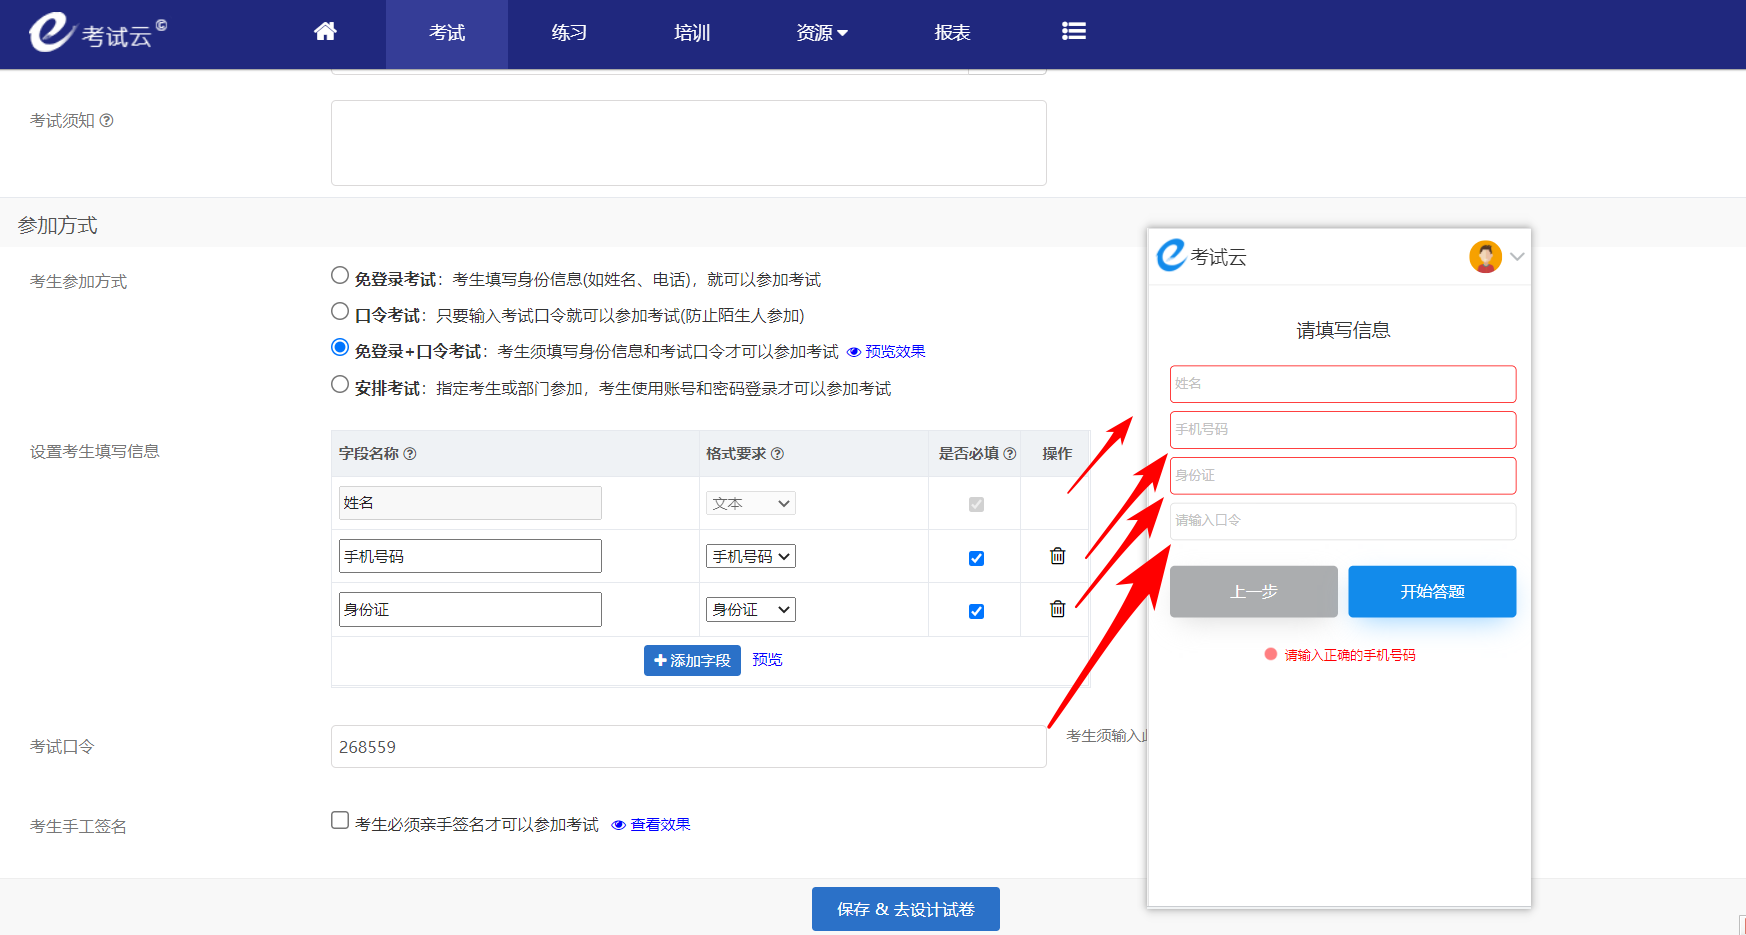 考试云©
考试
练习
培训
资源
报表
考试须知
参加方式
考生参加方式
免登录考试：考生填写身份信息(如姓名、电话)，就可以参加考试
口令考试：只要输入考试口令就可以参加考试(防止陌生人参加)
免登录+口令考试：考生须填写身份信息和考试口令才可以参加考试 预览效果
安排考试：指定考生或部门参加，考生使用账号和密码登录才可以参加考试
设置考生填写信息
字段名称 格式要求 是否必填 操作
姓名 文本
手机号码 手机号码
身份证 身份证
添加字段 预览
考试口令
268559
考生须输入
考生手工签名
考生必须亲手签名才可以参加考试 查看效果
保存 & 去设计试卷
考试云
请填写信息
姓名
手机号码
身份证
请输入口令
上一步
开始答题
请输入正确的手机号码